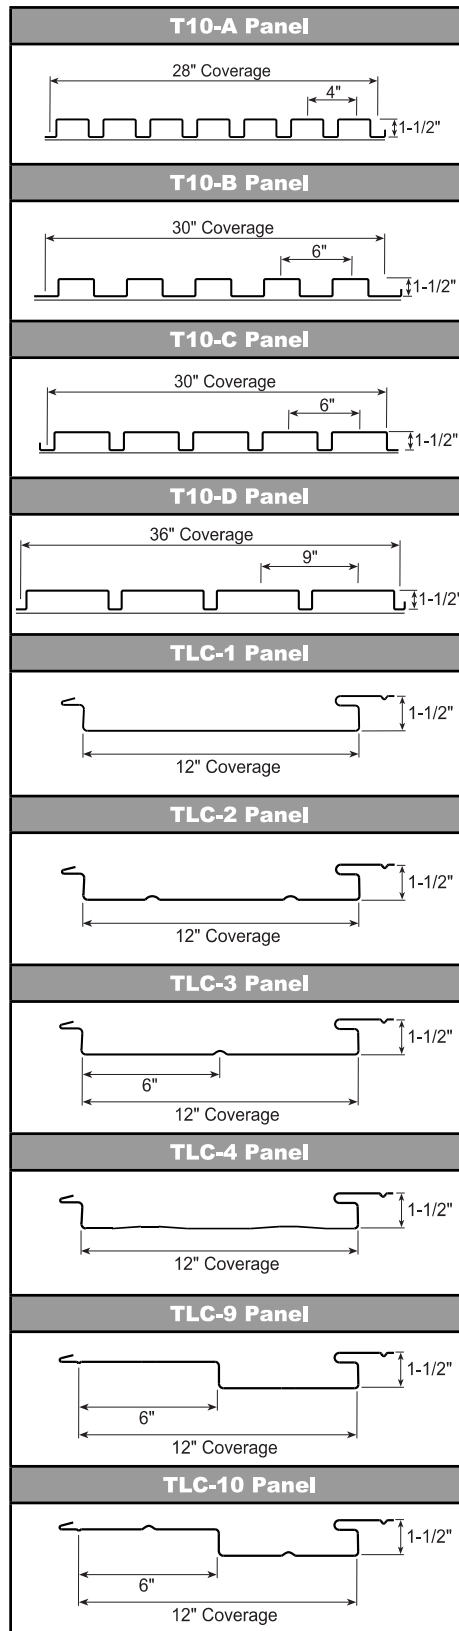 T10-A Panel
28" Coverage
4"
1-1/2"
T10-B Panel
30" Coverage
6"
1-1/2"
T10-C Panel
30" Coverage
6"
1-1/2"
T10-D Panel
36" Coverage
9"
1-1/2"
TLC-1 Panel
1-1/2"
12" Coverage
TLC-2 Panel
1-1/2"
12" Coverage
TLC-3 Panel
1-1/2"
6"
12" Coverage
TLC-4 Panel
1-1/2"
12" Coverage
TLC-9 Panel
1-1/2"
6"
12" Coverage
TLC-10 Panel
1-1/2"
6"
12" Coverage